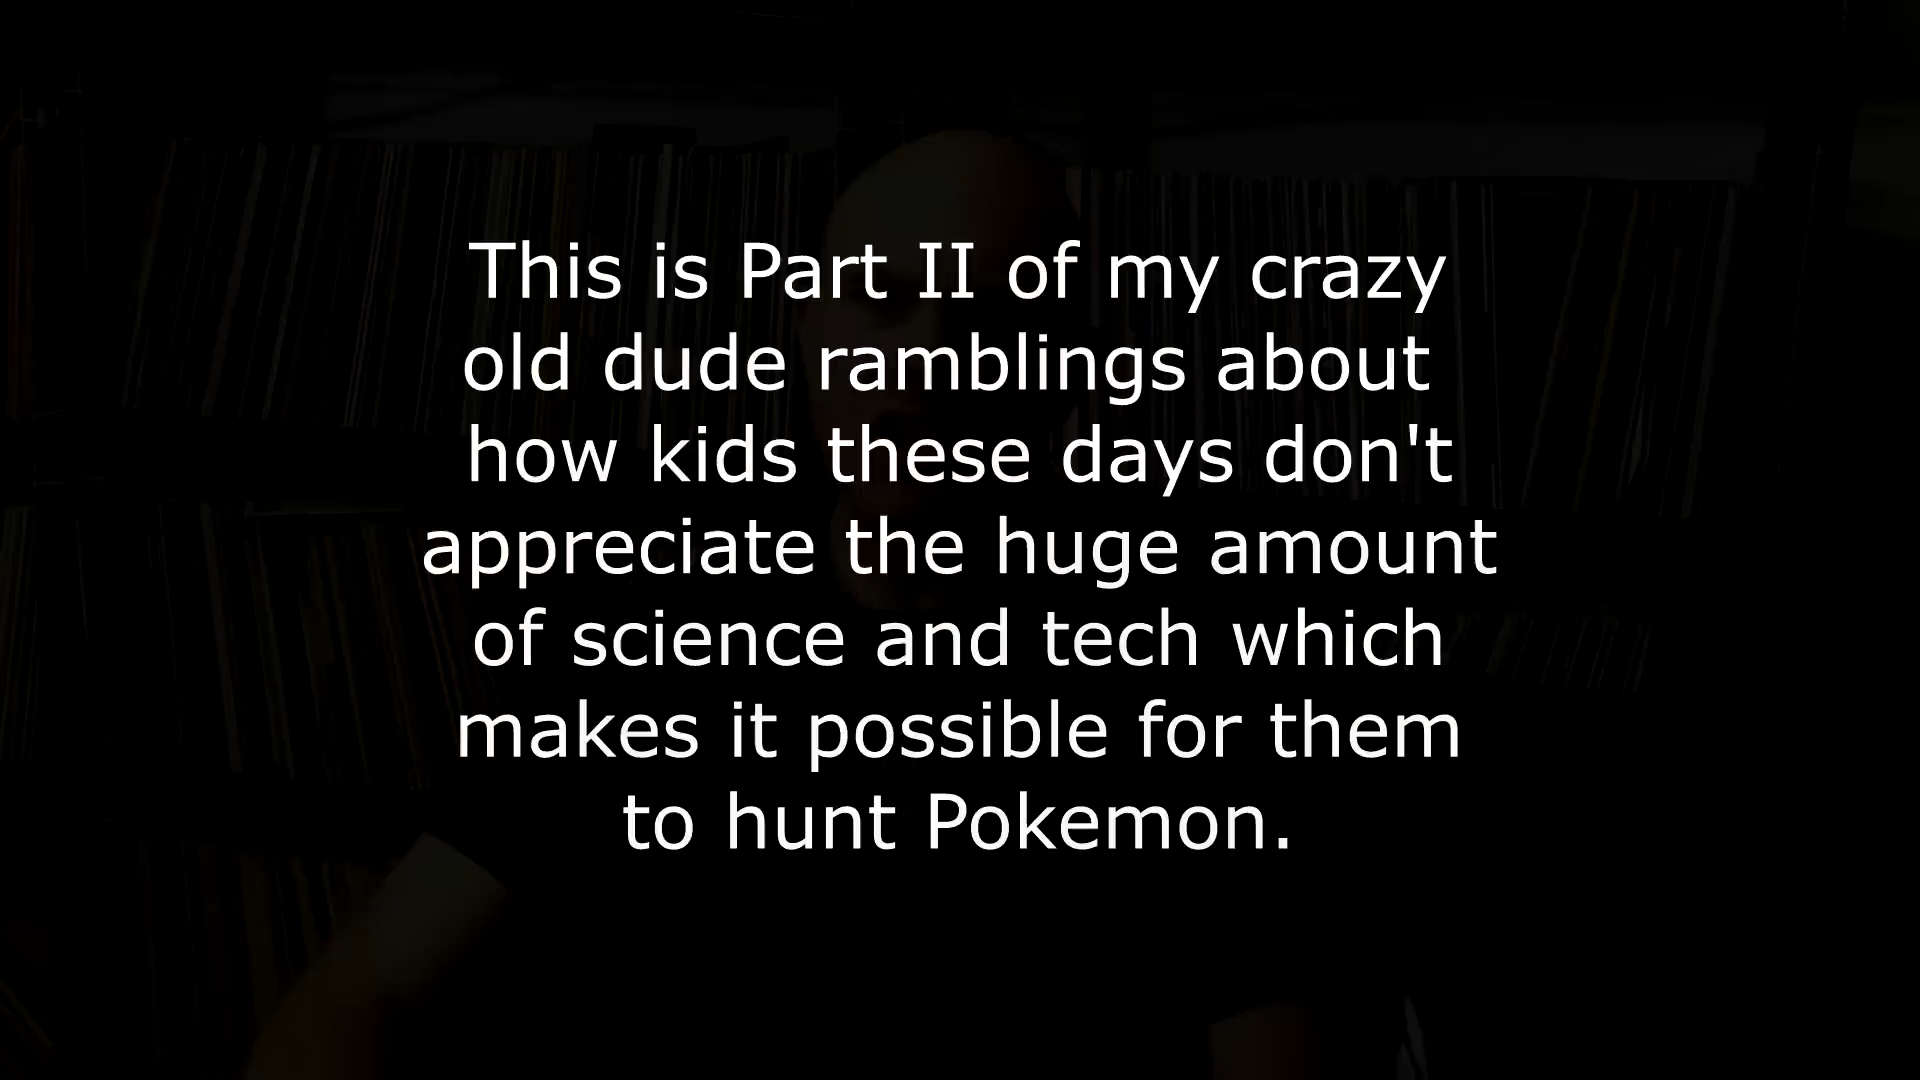 This is Part II of my crazy
old dude ramblings about
how kids these days don't
appreciate the huge amount
of science and tech which
makes it possible for them
to hunt Pokemon.